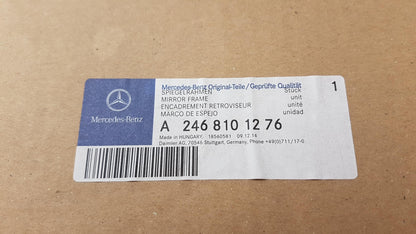 Mercedes-Benz Original-Teile/Geprüfte Qualität
SPIEGELRAHMEN Stück 1
MIRROR FRAME unit
ENCADREMENT RETROVISEUR unité
MARCO DE ESPEJO unidad
Mercedes-Benz
A 246 810 12 76
Made in HUNGARY. 18560581 09.12.14
Daimler AG, 70546 Stuttgart, Germany, Phone +49(0)711/17-0